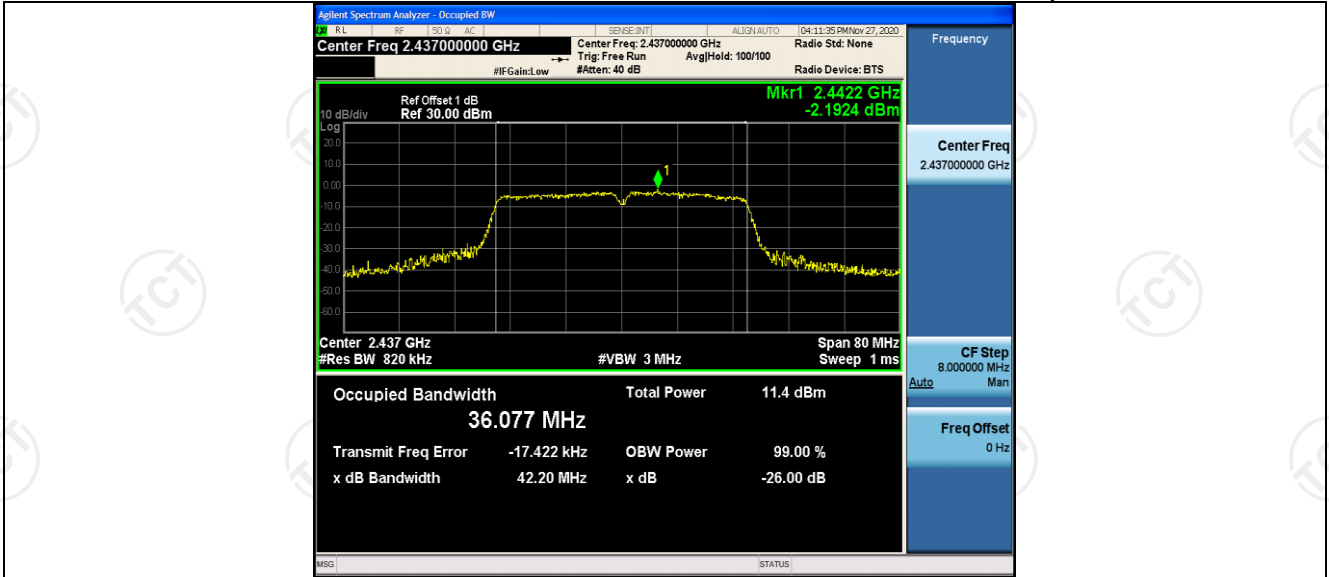 Agilent Spectrum Analyzer - Occupied BW
RL RF 50 Ω AC SENSE:INT ALIGN AUTO 04:11:35 PM Nov 27, 2020
Center Freq 2.437000000 GHz
Center Freq: 2.437000000 GHz
Radio Std: None
Trig: Free Run Avg|Hold: 100/100
#IFGain:Low #Atten: 40 dB Radio Device: BTS
Frequency
Mkr1 2.4422 GHz
-2.1924 dBm
Ref Offset 1 dB
10 dB/div Ref 30.00 dBm
Log
20.0
10.0
0.00
-10.0
-20.0
-30.0
-40.0
-50.0
-60.0
1
Center 2.437 GHz Span 80 MHz
#Res BW 820 kHz #VBW 3 MHz Sweep 1 ms
Occupied Bandwidth Total Power 11.4 dBm
36.077 MHz
Transmit Freq Error -17.422 kHz OBW Power 99.00 %
x dB Bandwidth 42.20 MHz x dB -26.00 dB
Center Freq
2.437000000 GHz
CF Step
8.000000 MHz
Auto Man
Freq Offset
0 Hz
MSG STATUS
TCT
TCT